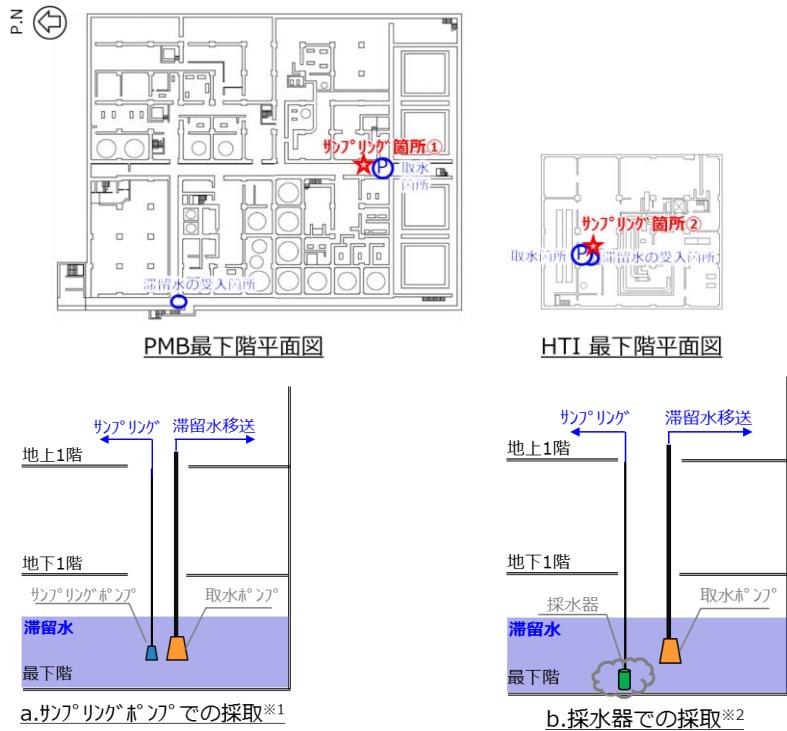 P.N
ｻﾝﾌﾟﾘﾝｸﾞ箇所①
P 取水
箇所
滞留水の受入箇所
PMB最下階平面図
ｻﾝﾌﾟﾘﾝｸﾞ箇所②
取水箇所 P 滞留水の受入箇所
HTI 最下階平面図
ｻﾝﾌﾟﾘﾝｸﾞ 滞留水移送
地上1階
地下1階
ｻﾝﾌﾟﾘﾝｸﾞﾎﾟﾝﾌﾟ 取水ﾎﾟﾝﾌﾟ
滞留水
最下階
a.ｻﾝﾌﾟﾘﾝｸﾞﾎﾟﾝﾌﾟでの採取※1
ｻﾝﾌﾟﾘﾝｸﾞ 滞留水移送
地上1階
地下1階
採水器 取水ﾎﾟﾝﾌﾟ
滞留水
最下階
b.採水器での採取※2